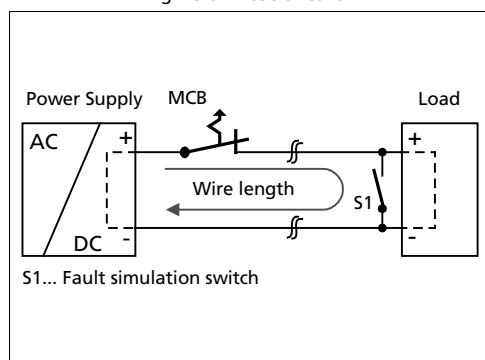 Power Supply
MCB
Load
AC
+
+
Wire length
S1
DC
-
-
S1... Fault simulation switch